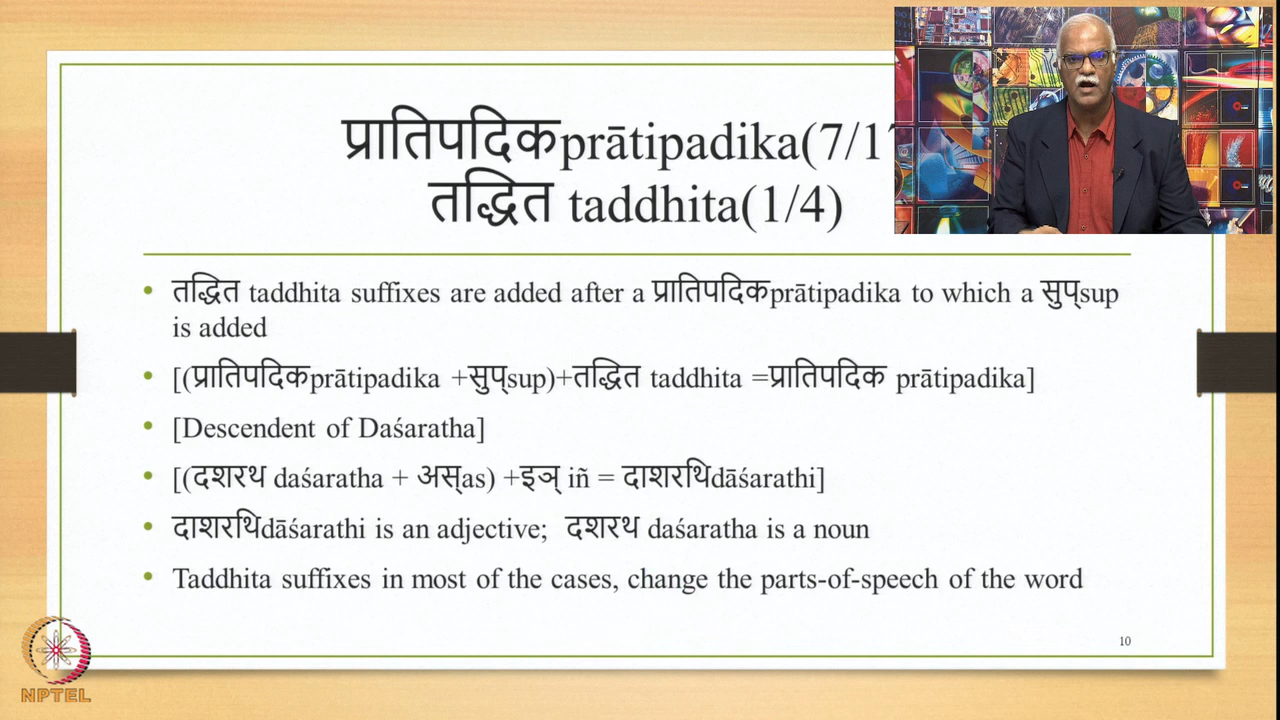 प्रातिपदिकprātipadika(7/1
तद्धित taddhita(1/4)
• तद्धित taddhita suffixes are added after a प्रातिपदिकprātipadika to which a सुप्sup
is added
• [(प्रातिपदिकprātipadika +सुप्sup)+तद्धित taddhita =प्रातिपदिक prātipadika]
• [Descendent of Daśaratha]
• [(दशरथ daśaratha + अस्as) +इञ् iñ = दाशरथिdāśarathi]
• दाशरथिdāśarathi is an adjective; दशरथ daśaratha is a noun
• Taddhita suffixes in most of the cases, change the parts-of-speech of the word
10
NPTEL